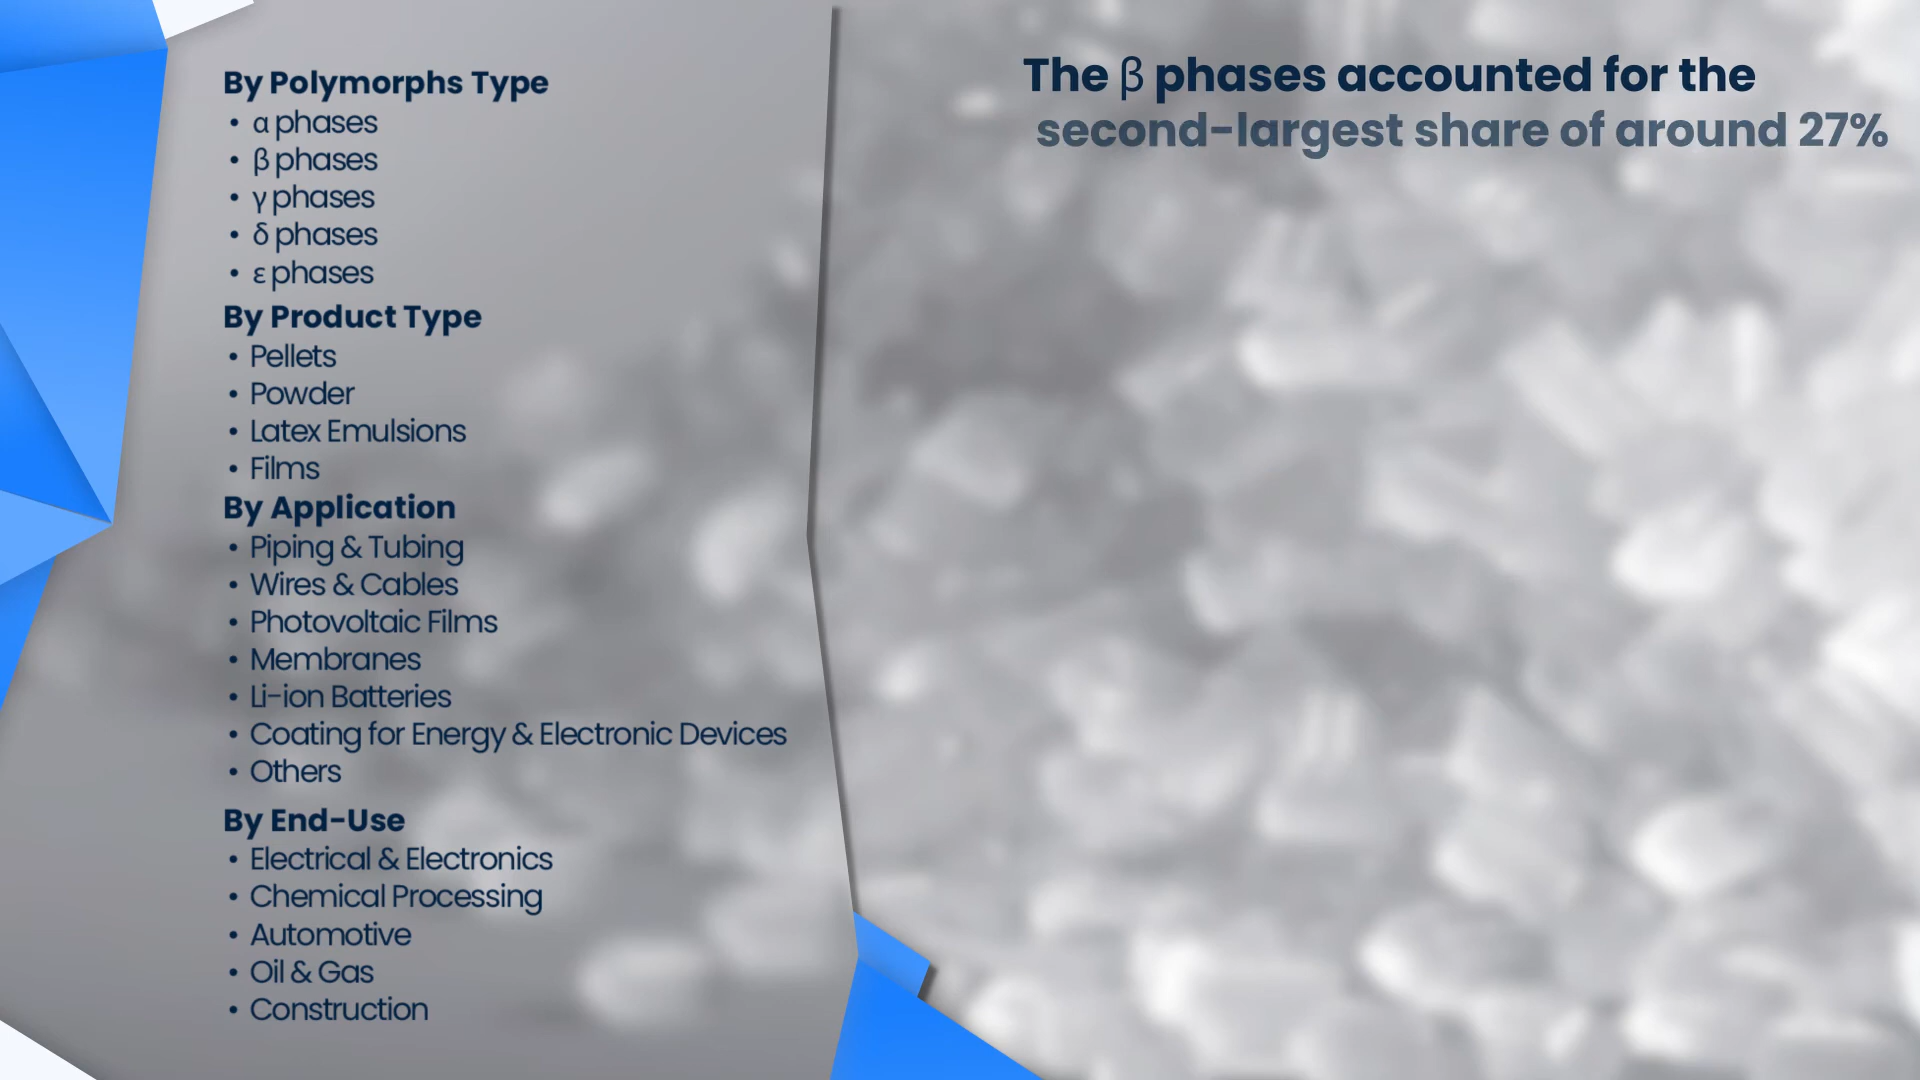 By Polymorphs Type
• α phases
• β phases
• γ phases
• δ phases
• ε phases
By Product Type
• Pellets
• Powder
• Latex Emulsions
• Films
By Application
• Piping & Tubing
• Wires & Cables
• Photovoltaic Films
• Membranes
• Li-ion Batteries
• Coating for Energy & Electronic Devices
• Others
By End-Use
• Electrical & Electronics
• Chemical Processing
• Automotive
• Oil & Gas
• Construction
The β phases accounted for the
second-largest share of around 27%